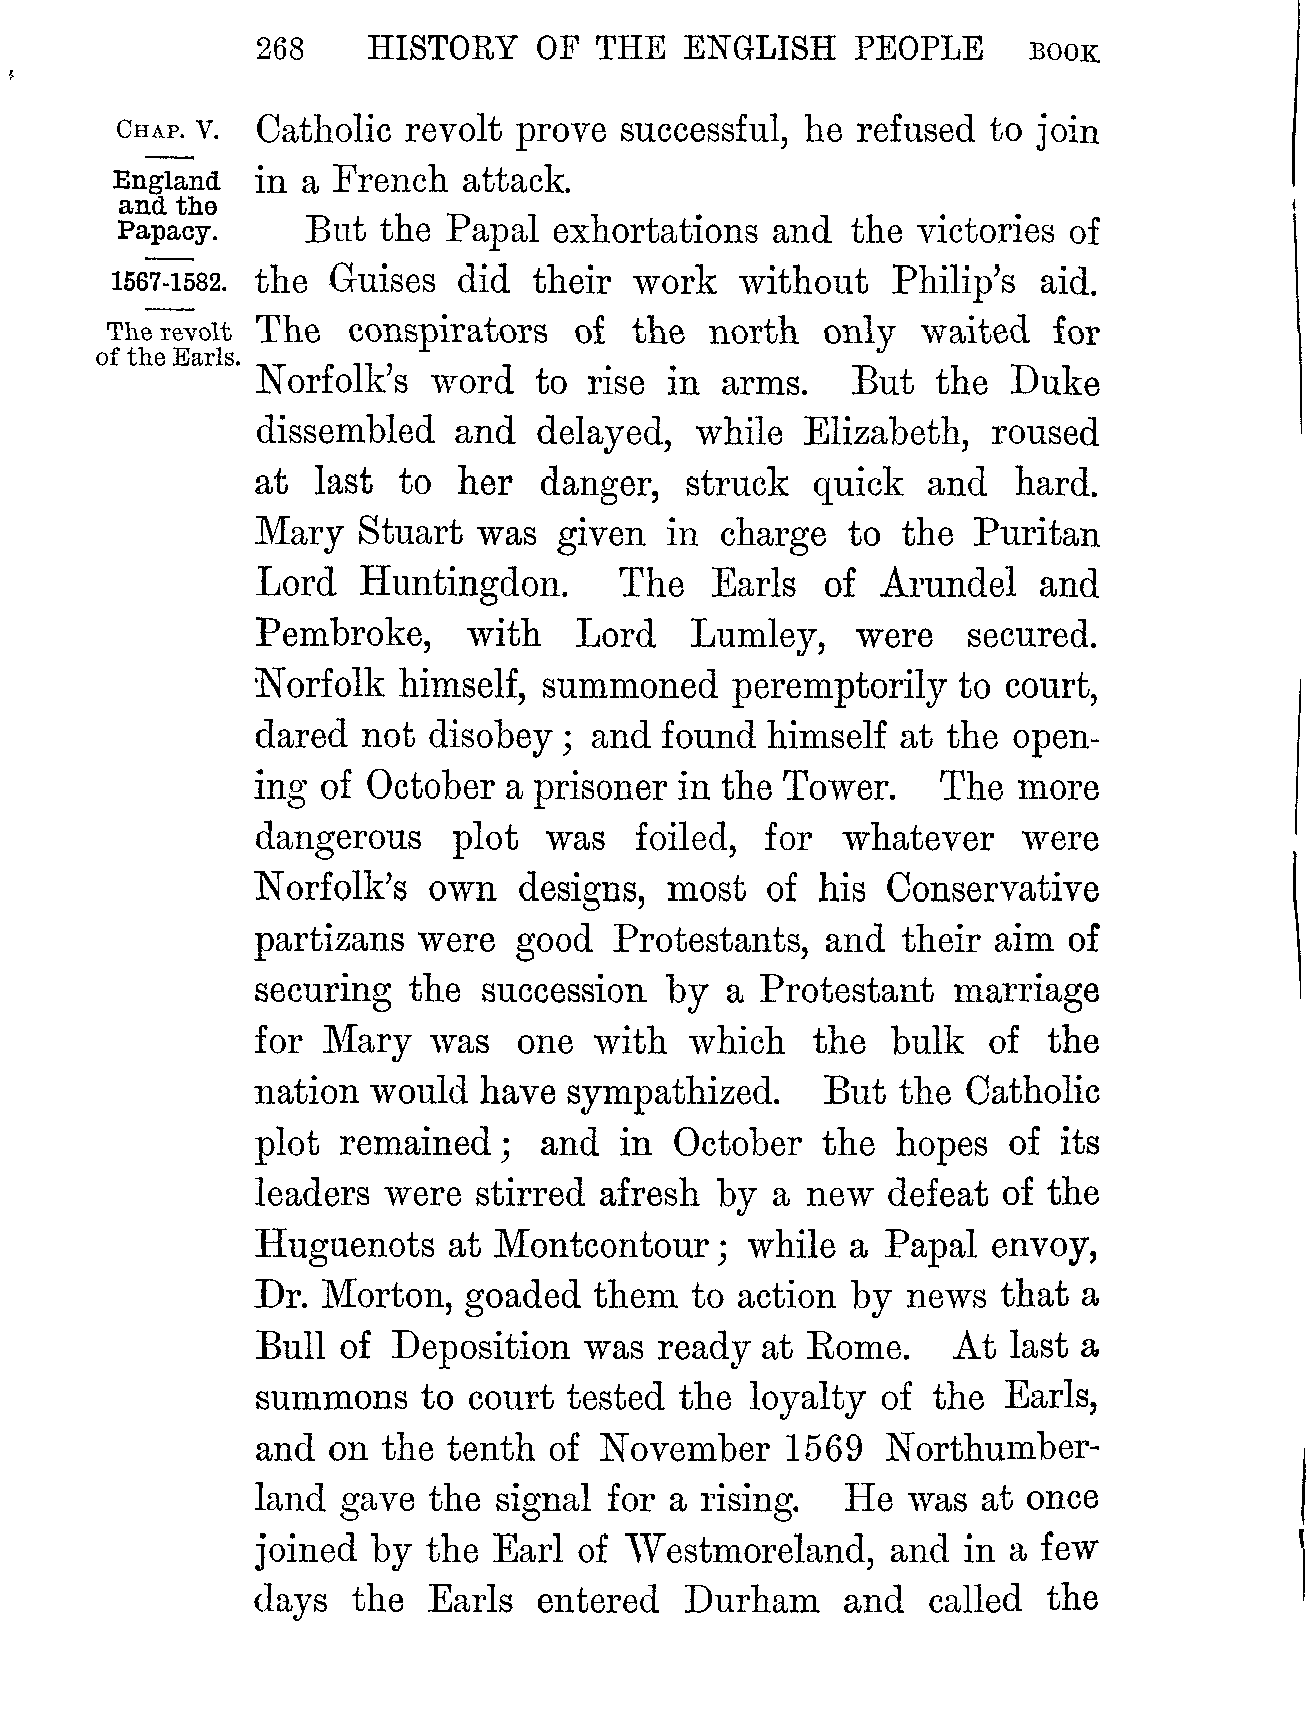 268 HISTORY OF THE ENGLISH PEOPLE BOOK
CHAP. V.
England
and the
Papacy.
1567-1582.
The revolt
of the Earls.
Catholic revolt prove successful, he refused to join
in a French attack.
But the Papal exhortations and the victories of
the Guises did their work without Philip's aid.
The conspirators of the north only waited for
Norfolk's word to rise in arms. But the Duke
dissembled and delayed, while Elizabeth, roused
at last to her danger, struck quick and hard.
Mary Stuart was given in charge to the Puritan
Lord Huntingdon. The Earls of Arundel and
Pembroke, with Lord Lumley, were secured.
Norfolk himself, summoned peremptorily to court,
dared not disobey; and found himself at the open-
ing of October a prisoner in the Tower. The more
dangerous plot was foiled, for whatever were
Norfolk's own designs, most of his Conservative
partizans were good Protestants, and their aim of
securing the succession by a Protestant marriage
for Mary was one with which the bulk of the
nation would have sympathized. But the Catholic
plot remained; and in October the hopes of its
leaders were stirred afresh by a new defeat of the
Huguenots at Montcontour; while a Papal envoy,
Dr. Morton, goaded them to action by news that a
Bull of Deposition was ready at Rome. At last a
summons to court tested the loyalty of the Earls,
and on the tenth of November 1569 Northumber-
land gave the signal for a rising. He was at once
joined by the Earl of Westmoreland, and in a few
days the Earls entered Durham and called the